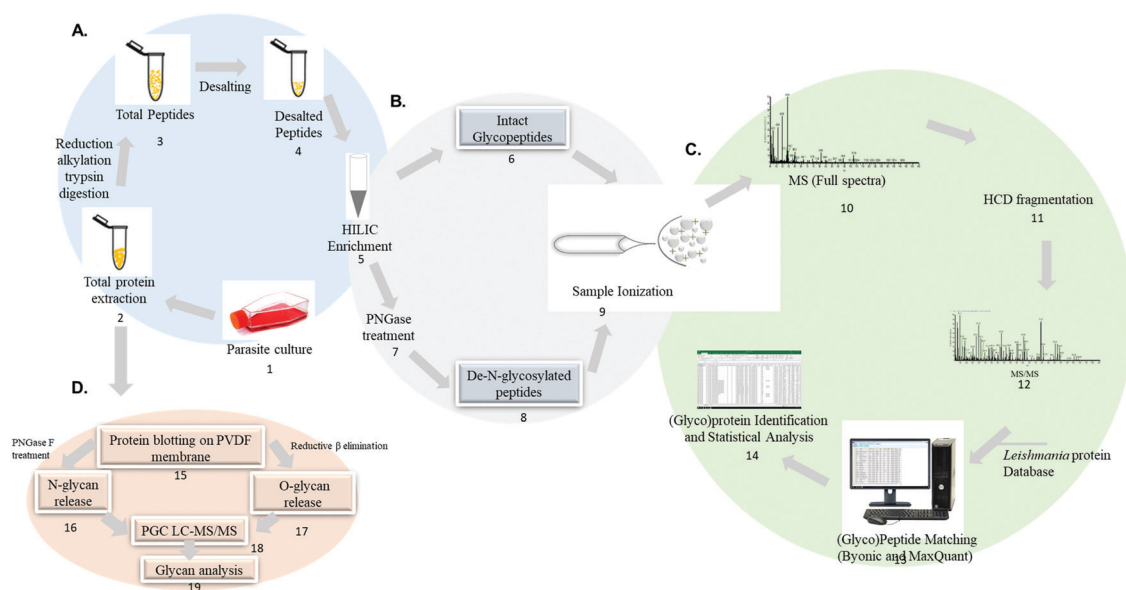 A.
Total Peptides
3
Desalting
Desalted
Peptides
4
Reduction
alkylation
trypsin
digestion
Total protein
extraction
2
Parasite culture
1
HILIC
Enrichment
5
B.
Intact
Glycopeptides
6
PNGase
treatment
7
De-N-glycosylated
peptides
8
Sample Ionization
9
C.
MS (Full spectra)
10
HCD fragmentation
11
MS/MS
12
Leishmania protein
Database
(Glyco)Peptide Matching
(Byonic and MaxQuant)
13
(Glyco)protein Identification
and Statistical Analysis
14
D.
PNGase F
treatment
Protein blotting on PVDF
membrane
15
Reductive β elimination
N-glycan
release
16
O-glycan
release
17
PGC LC-MS/MS
18
Glycan analysis
19